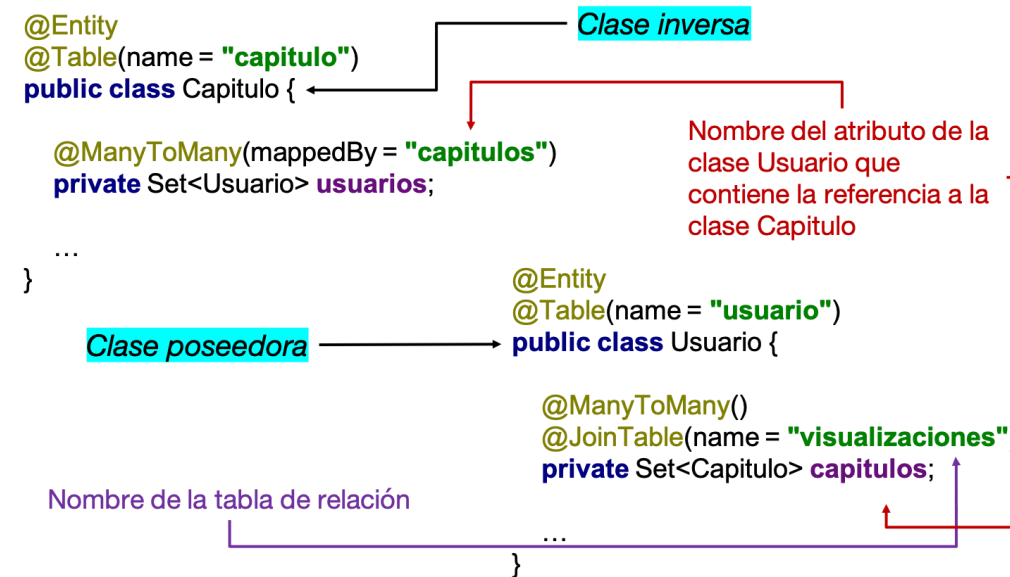 @Entity
Clase inversa
@Table(name = "capitulo")
public class Capitulo {
Nombre del atributo de la
clase Usuario que
contiene la referencia a la
clase Capitulo
@ManyToMany(mappedBy = "capitulos")
private Set<Usuario> usuarios;
...
}
@Entity
@Table(name = "usuario")
Clase poseedora
public class Usuario {
@ManyToMany()
@JoinTable(name = "visualizaciones"
private Set<Capitulo> capitulos;
Nombre de la tabla de relación
...
}